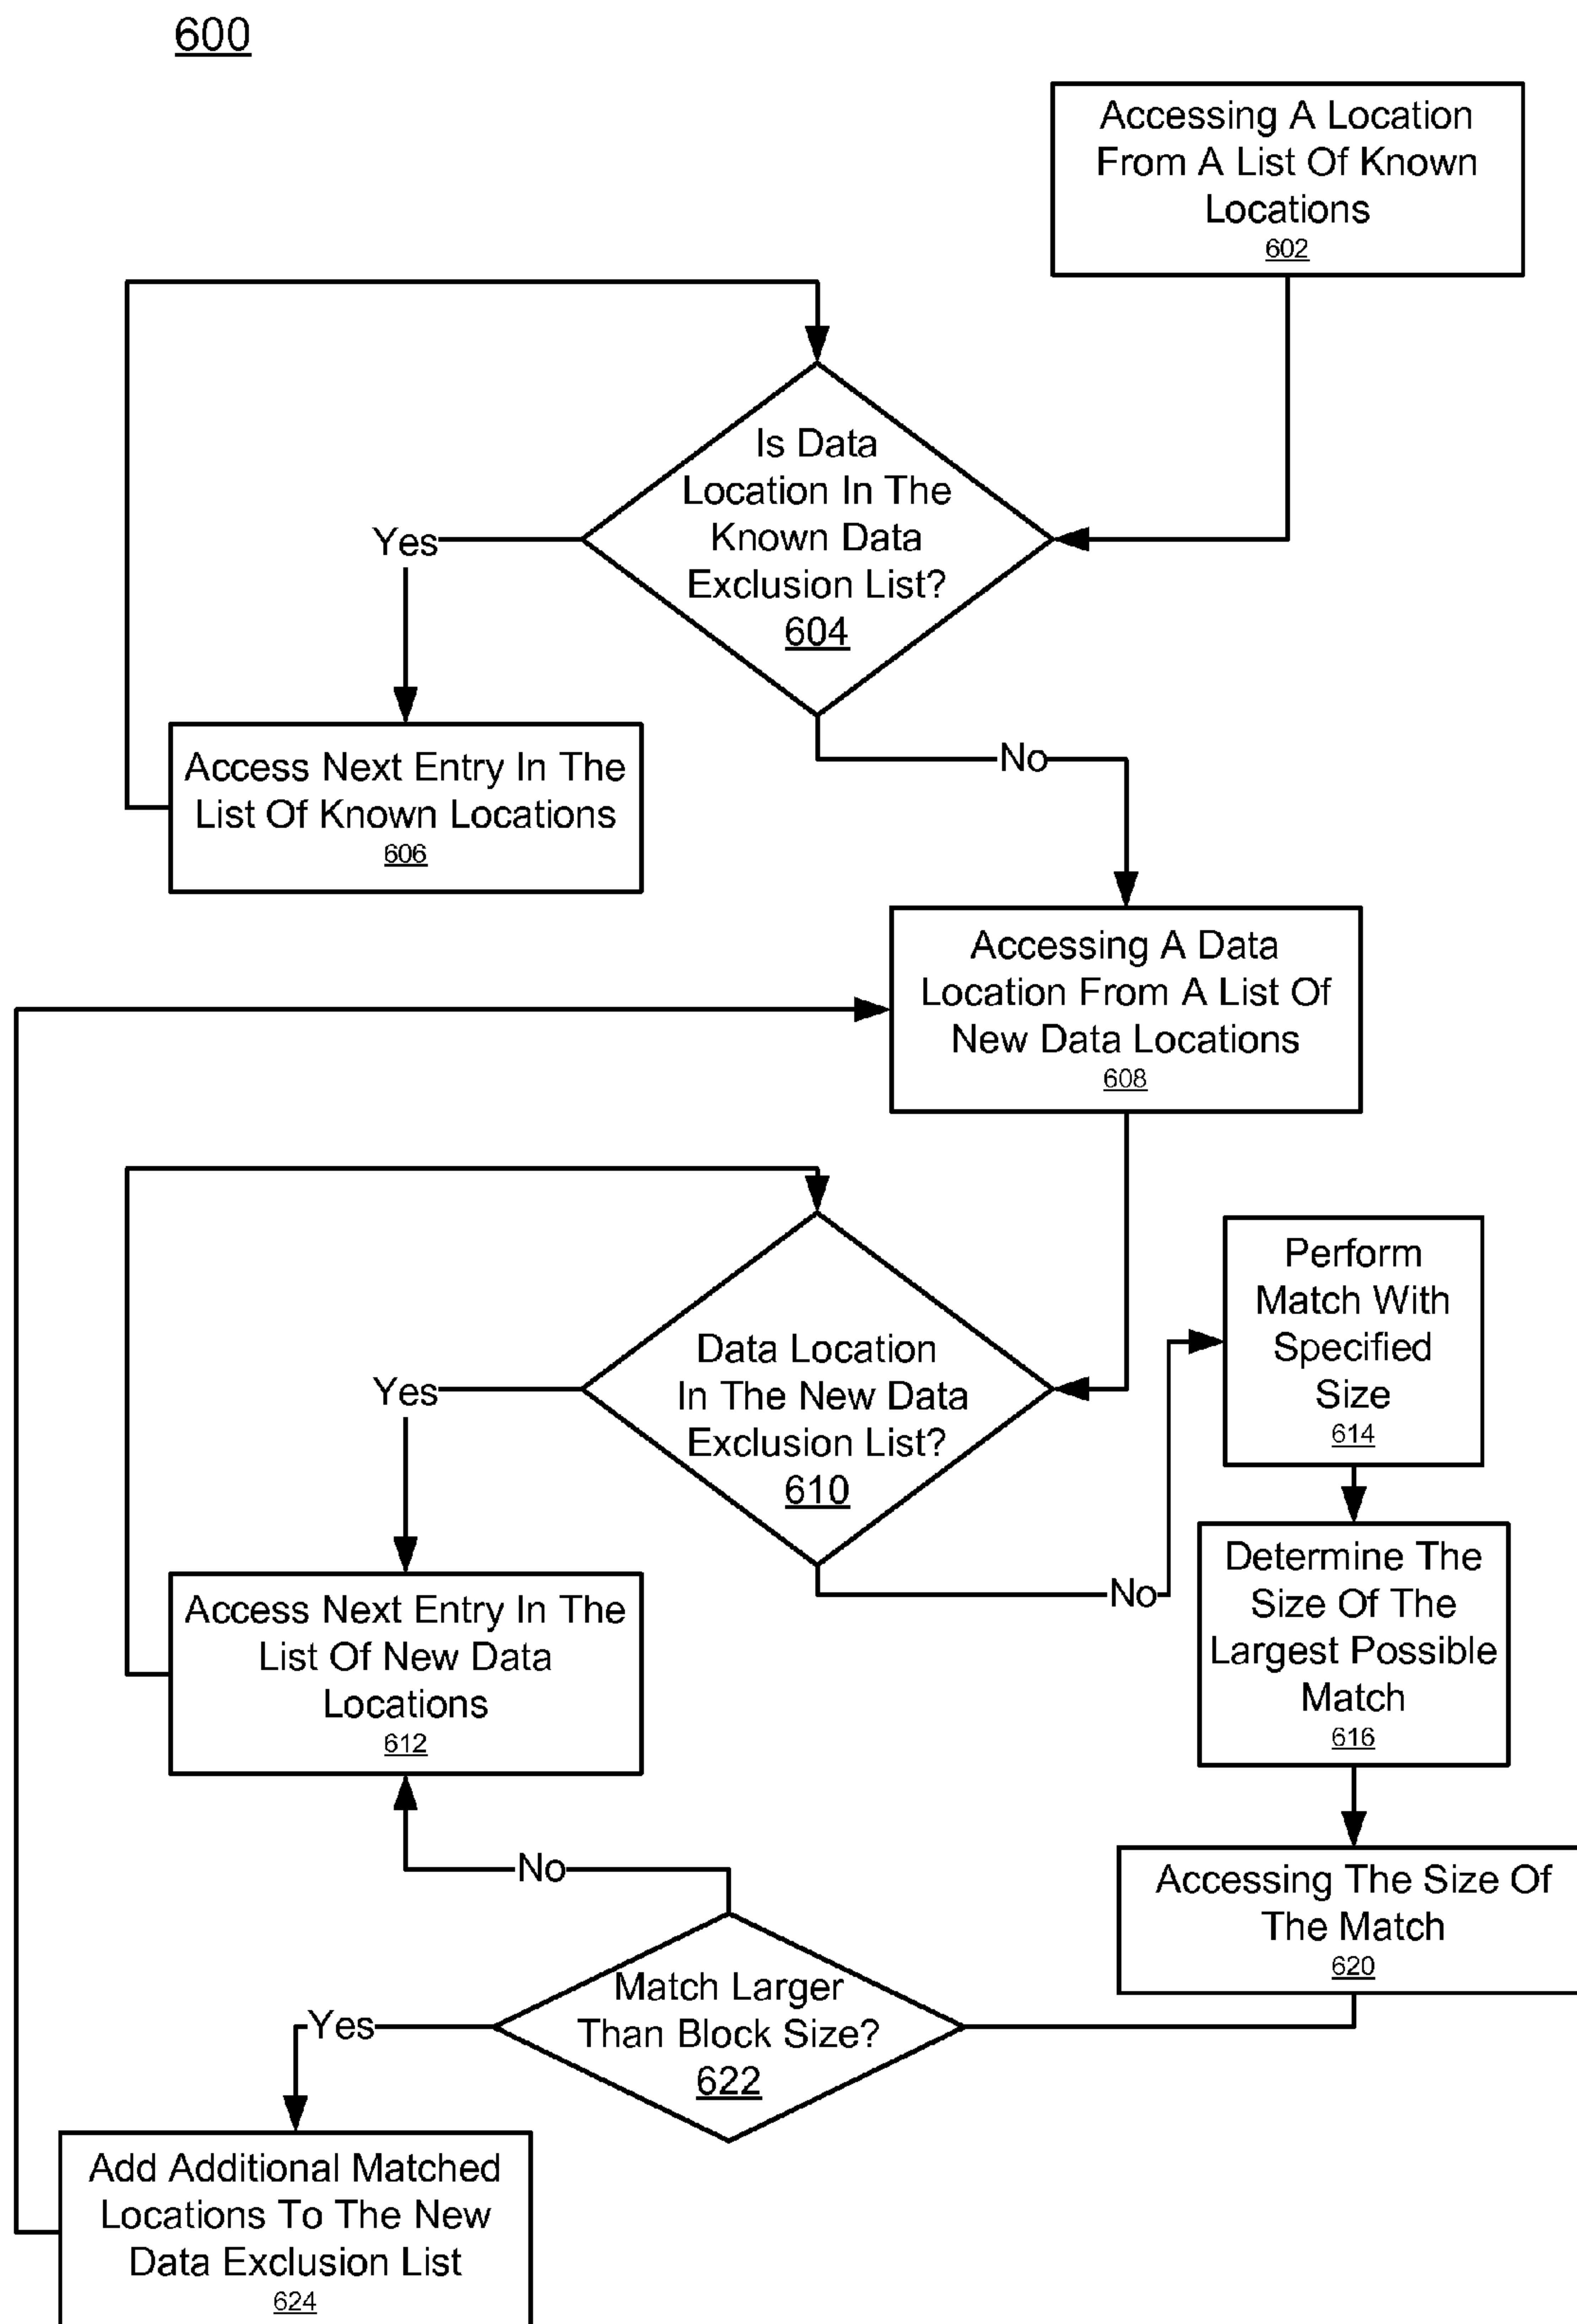 600
Accessing A Location
From A List Of Known
Locations
602
Is Data
Location In The
Known Data
Exclusion List?
604
Yes
No
Access Next Entry In The
List Of Known Locations
606
Accessing A Data
Location From A List Of
New Data Locations
608
Data Location
In The New Data
Exclusion List?
610
Yes
No
Perform
Match With
Specified
Size
614
Access Next Entry In The
List Of New Data
Locations
612
Determine The
Size Of The
Largest Possible
Match
616
Accessing The Size Of
The Match
620
No
Match Larger
Than Block Size?
622
Yes
Add Additional Matched
Locations To The New
Data Exclusion List
624